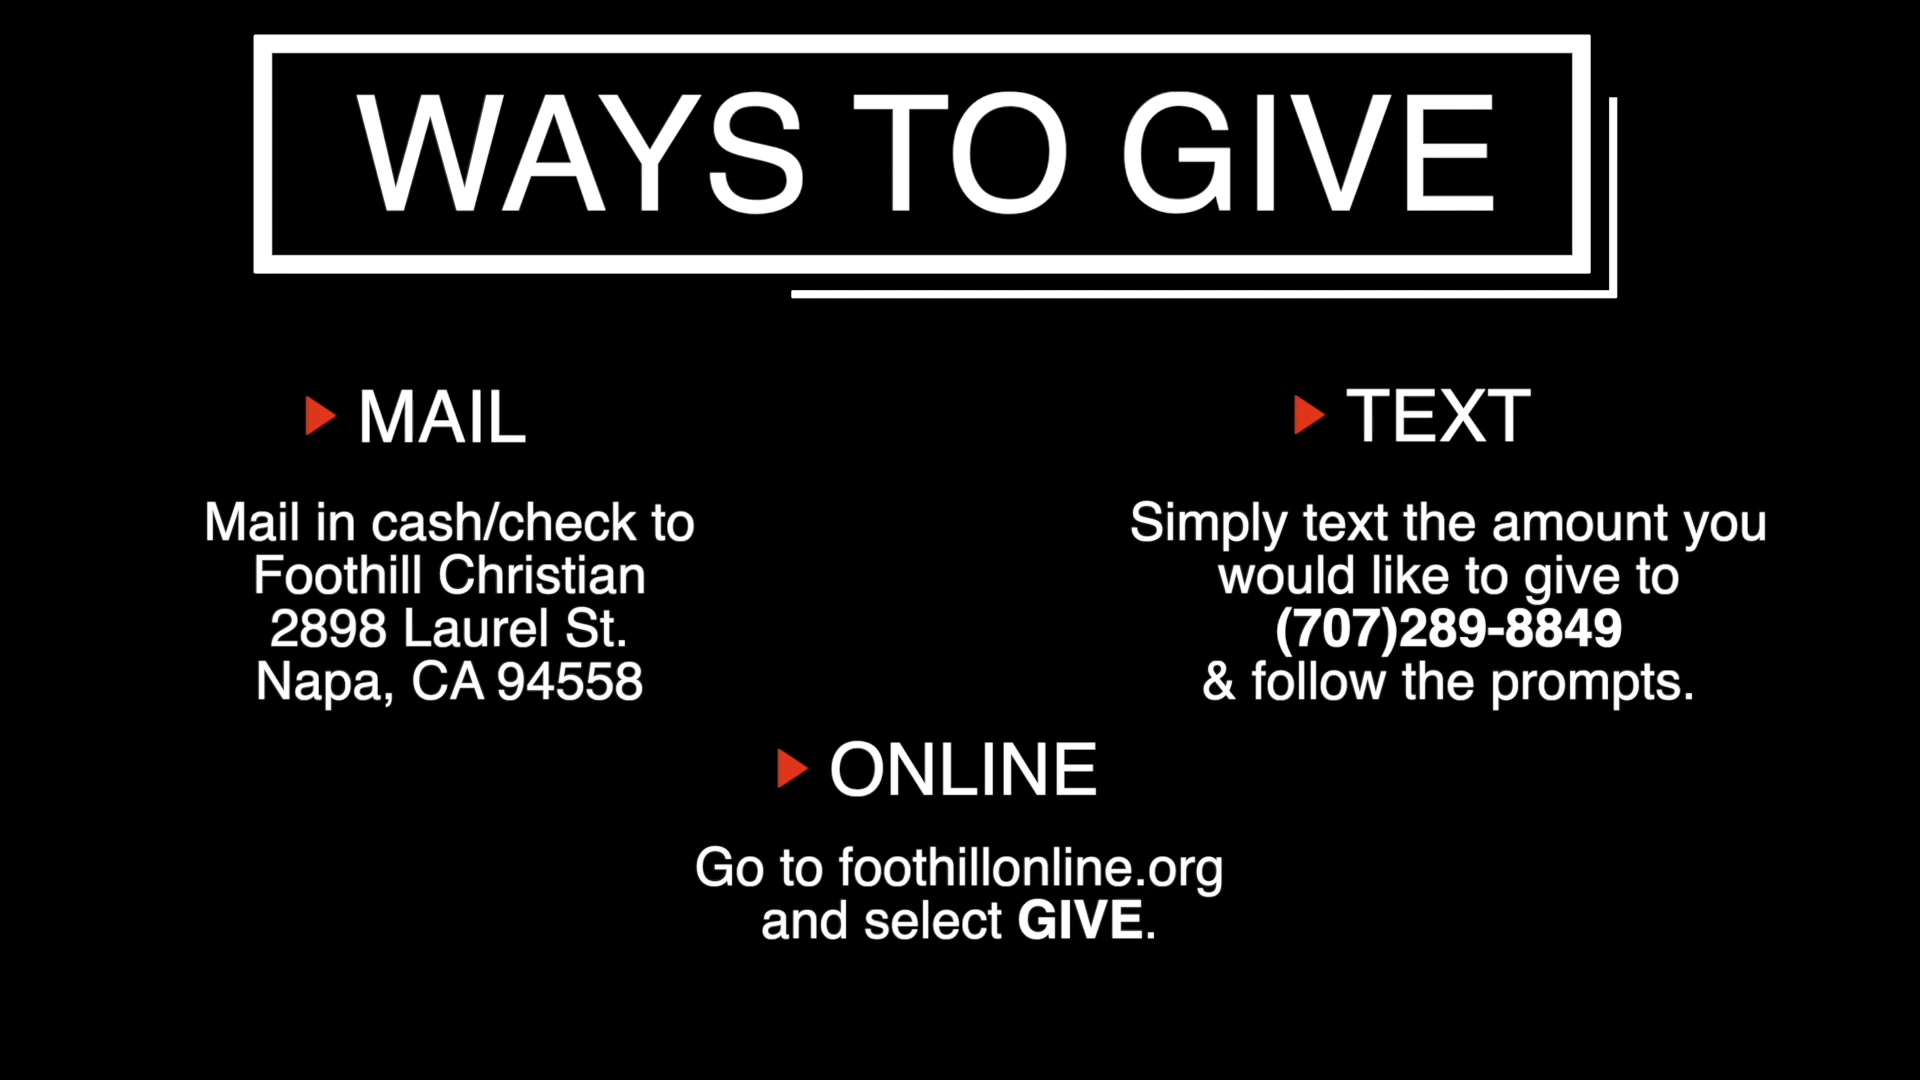 WAYS TO GIVE
MAIL
Mail in cash/check to
Foothill Christian
2898 Laurel St.
Napa, CA 94558
TEXT
Simply text the amount you
would like to give to
(707)289-8849
& follow the prompts.
ONLINE
Go to foothillonline.org
and select GIVE.